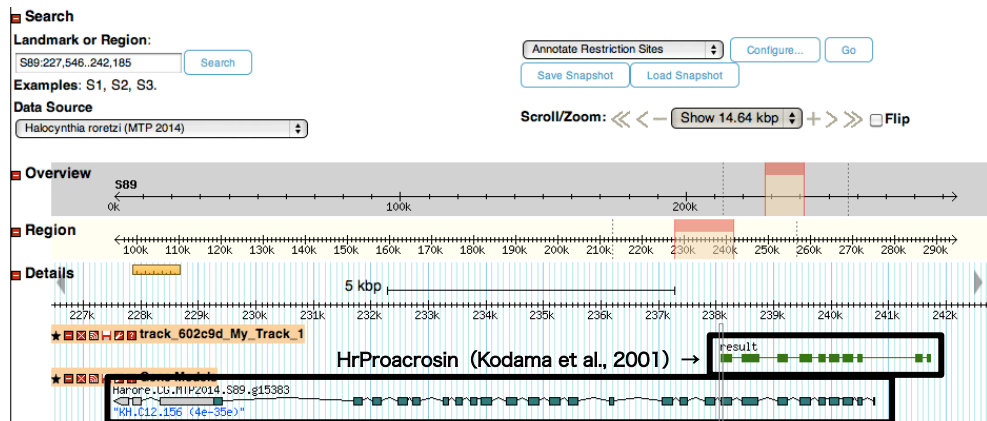 Search
Landmark or Region:
S89:227,546..242,185 Search
Examples: S1, S2, S3.
Data Source
Halocynthia roretzi (MTP 2014)
Annotate Restriction Sites Configure... Go
Save Snapshot Load Snapshot
Scroll/Zoom: Show 14.64 kbp Flip
Overview
S89
0k 100k 200k
Region
100k 110k 120k 130k 140k 150k 160k 170k 180k 190k 200k 210k 220k 230k 240k 250k 260k 270k 280k 290k
Details
5 kbp
227k 228k 229k 230k 231k 232k 233k 234k 235k 236k 237k 238k 239k 240k 241k 242k
track_602c9d_My_Track_1
result
HrProacrosin (Kodama et al., 2001) →
Gene Models
Harore.CG.MTP2014.S89.g15383
"KH.C12.156 (4e-35e)"